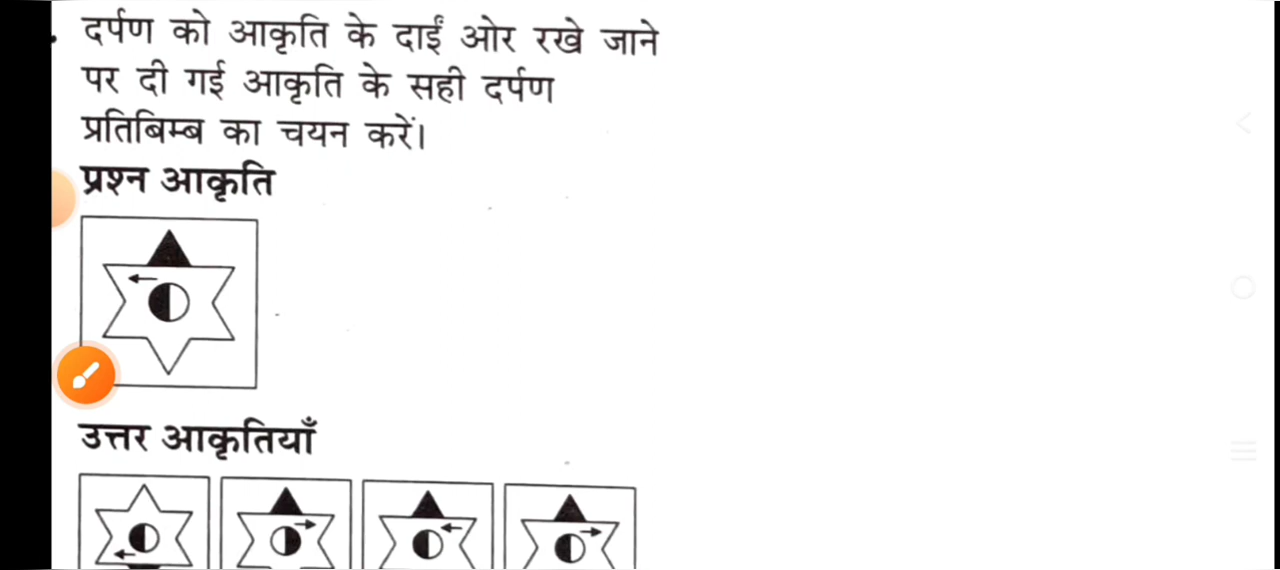 दर्पण को आकृति के दाईं ओर रखे जाने
पर दी गई आकृति के सही दर्पण
प्रतिबिम्ब का चयन करें।
प्रश्न आकृति
उत्तर आकृतियाँ